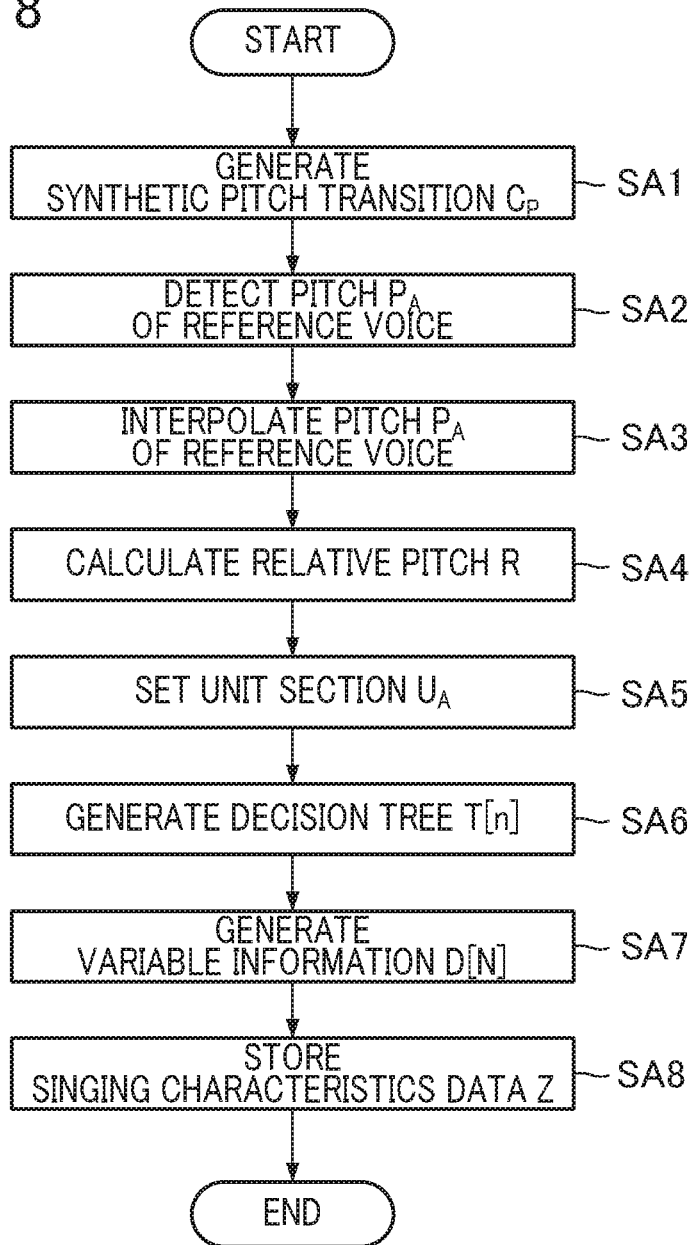 8
START
GENERATE
SYNTHETIC PITCH TRANSITION CP
SA1
DETECT PITCH PA
OF REFERENCE VOICE
SA2
INTERPOLATE PITCH PA
OF REFERENCE VOICE
SA3
CALCULATE RELATIVE PITCH R
SA4
SET UNIT SECTION UA
SA5
GENERATE DECISION TREE T[n]
SA6
GENERATE
VARIABLE INFORMATION D[N]
SA7
STORE
SINGING CHARACTERISTICS DATA Z
SA8
END